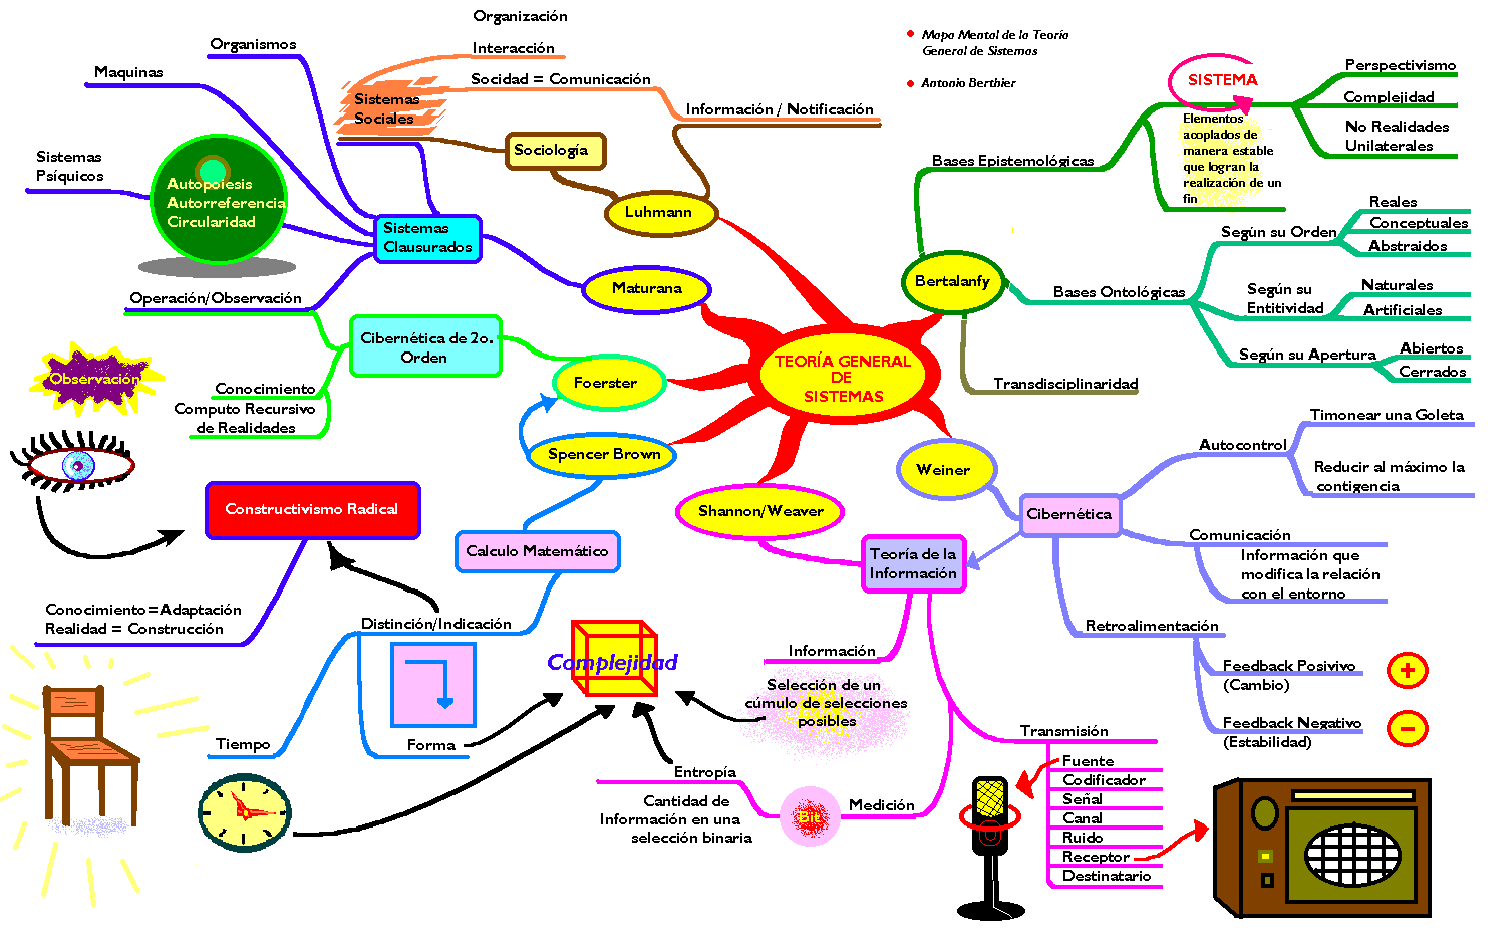 Mapa Mental de la Teoría
General de Sistemas
Antonio Berthier
TEORÍA GENERAL
DE
SISTEMAS
Organización
Interacción
Socidad = Comunicación
Información / Notificación
Sistemas
Sociales
Sociología
Luhmann
Organismos
Maquinas
Sistemas
Psíquicos
Autopoiesis
Autorreferencia
Circularidad
Sistemas
Clausurados
Maturana
Operación/Observación
Cibernética de 2o.
Orden
Foerster
Conocimiento
Computo Recursivo
de Realidades
Observación
Spencer Brown
Constructivismo Radical
Calculo Matemático
Conocimiento=Adaptación
Realidad = Construcción
Distinción/Indicación
Tiempo
Forma
Complejidad
Shannon/Weaver
Teoría de la
Información
Información
Selección de un
cúmulo de selecciones
posibles
Entropía
Cantidad de
Información en una
selección binaria
Bit
Medición
Transmisión
Fuente
Codificador
Señal
Canal
Ruido
Receptor
Destinatario
Weiner
Cibernética
Autocontrol
Timonear una Goleta
Reducir al máximo la
contigencia
Comunicación
Información que
modifica la relación
con el entorno
Retroalimentación
Feedback Posivivo
(Cambio)
+
Feedback Negativo
(Estabilidad)
−
Bertalanfy
Bases Epistemológicas
SISTEMA
Elementos
acoplados de
manera estable
que logran la
realización de un
fin
Perspectivismo
Complejidad
No Realidades
Unilaterales
Bases Ontológicas
Según su Orden
Reales
Conceptuales
Abstraidos
Según su
Entitividad
Naturales
Artificiales
Según su Apertura
Abiertos
Cerrados
Transdisciplinaridad